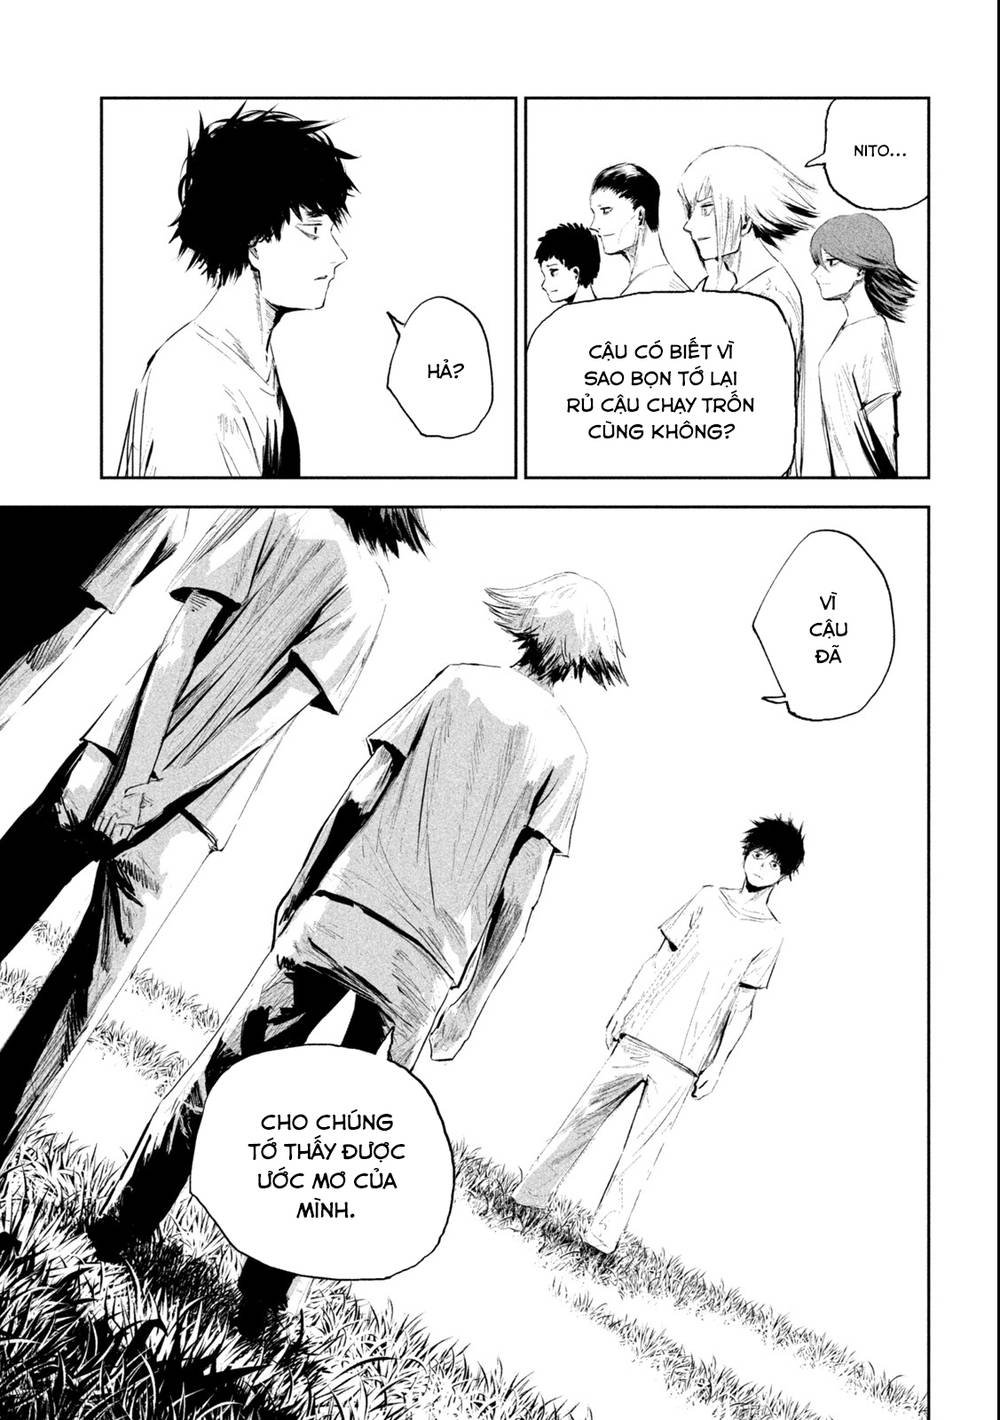 NITO...
CẬU CÓ BIẾT VÌ
SAO BỌN TỚ LẠI
RỦ CẬU CHẠY TRỐN
CÙNG KHÔNG?
HẢ?
VÌ
CẬU
ĐÃ
CHO CHÚNG
TỚ THẤY ĐƯỢC
ƯỚC MƠ CỦA
MÌNH.